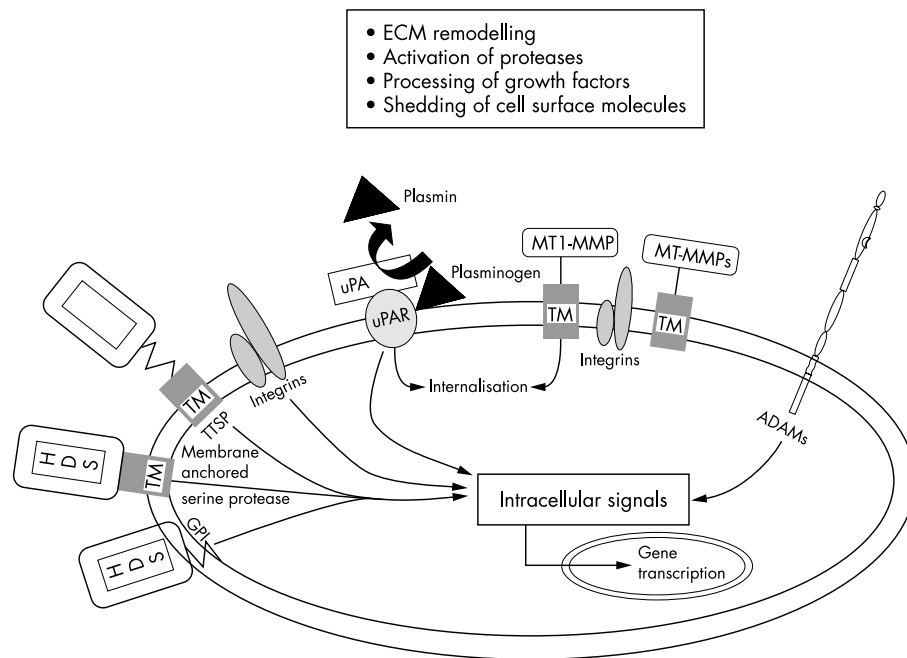 • ECM remodelling
• Activation of proteases
• Processing of growth factors
• Shedding of cell surface molecules
Plasmin
Plasminogen
uPA
uPAR
MT1-MMP
TM
Integrins
MT-MMPs
TM
Internalisation
ADAMs
TM
TTSP
Integrins
H D S
TM
Membrane
anchored
serine protease
GPI
H D S
Intracellular signals
Gene
transcription